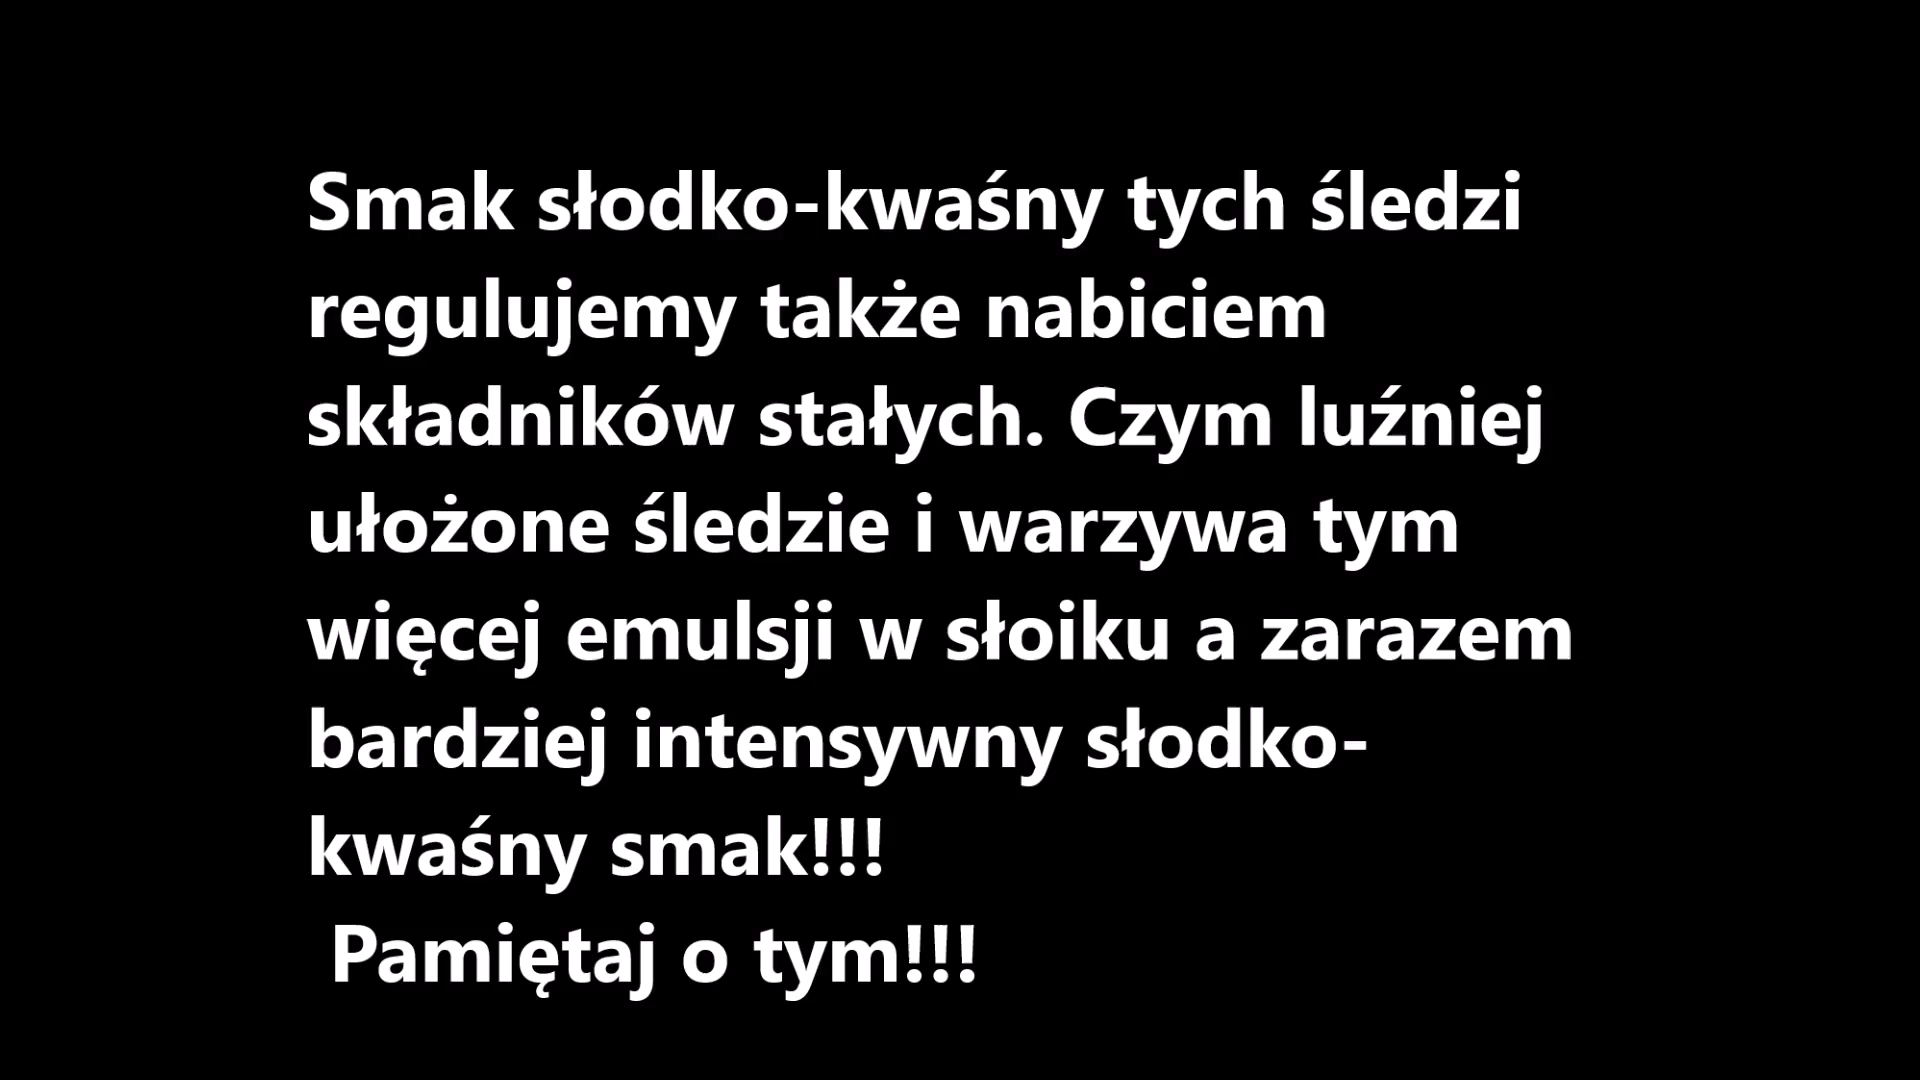 Smak słodko-kwaśny tych śledzi
regulujemy także nabiciem
składników stałych. Czym luźniej
ułożone śledzie i warzywa tym
więcej emulsji w słoiku a zarazem
bardziej intensywny słodko-
kwaśny smak!!!
Pamiętaj o tym!!!